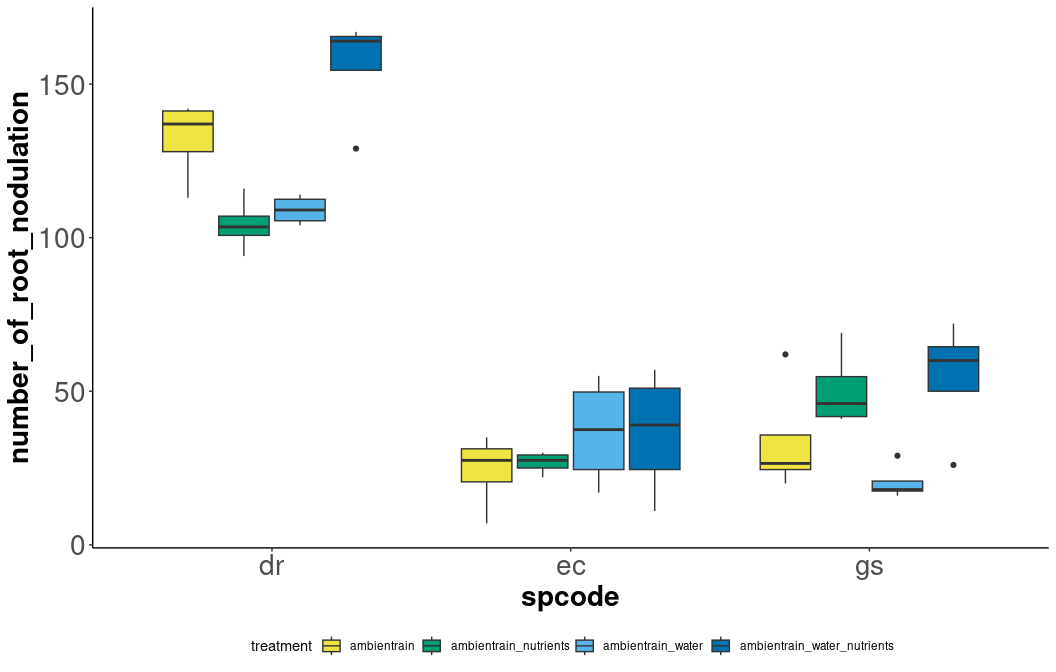 number_of_root_nodulation
150
100
50
0
dr ec gs
spcode
treatment ambientrain ambientrain_nutrients ambientrain_water ambientrain_water_nutrients